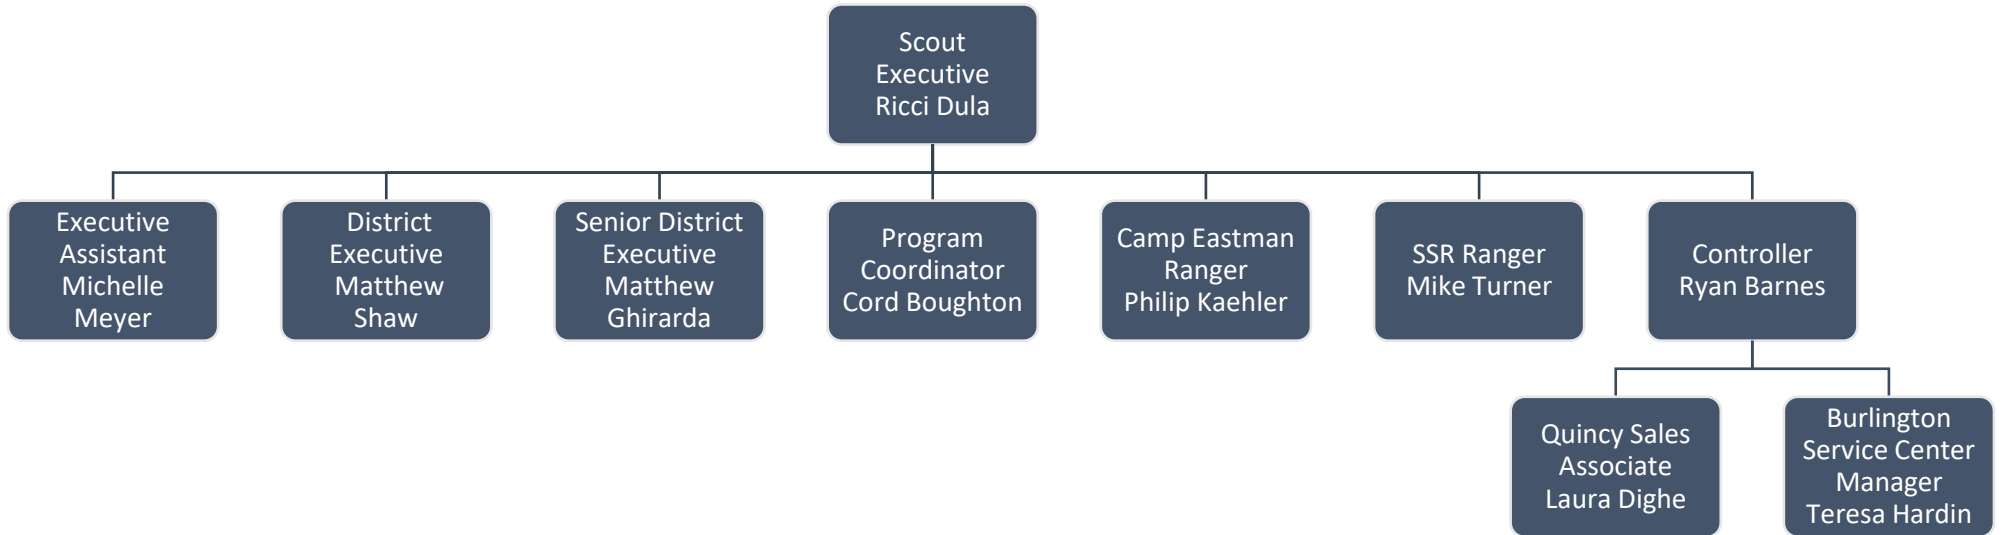 Scout
Executive
Ricci Dula
Executive
Assistant
Michelle
Meyer
District
Executive
Matthew
Shaw
Senior District
Executive
Matthew
Ghirarda
Program
Coordinator
Cord Boughton
Camp Eastman
Ranger
Philip Kaehler
SSR Ranger
Mike Turner
Controller
Ryan Barnes
Quincy Sales
Associate
Laura Dighe
Burlington
Service Center
Manager
Teresa Hardin